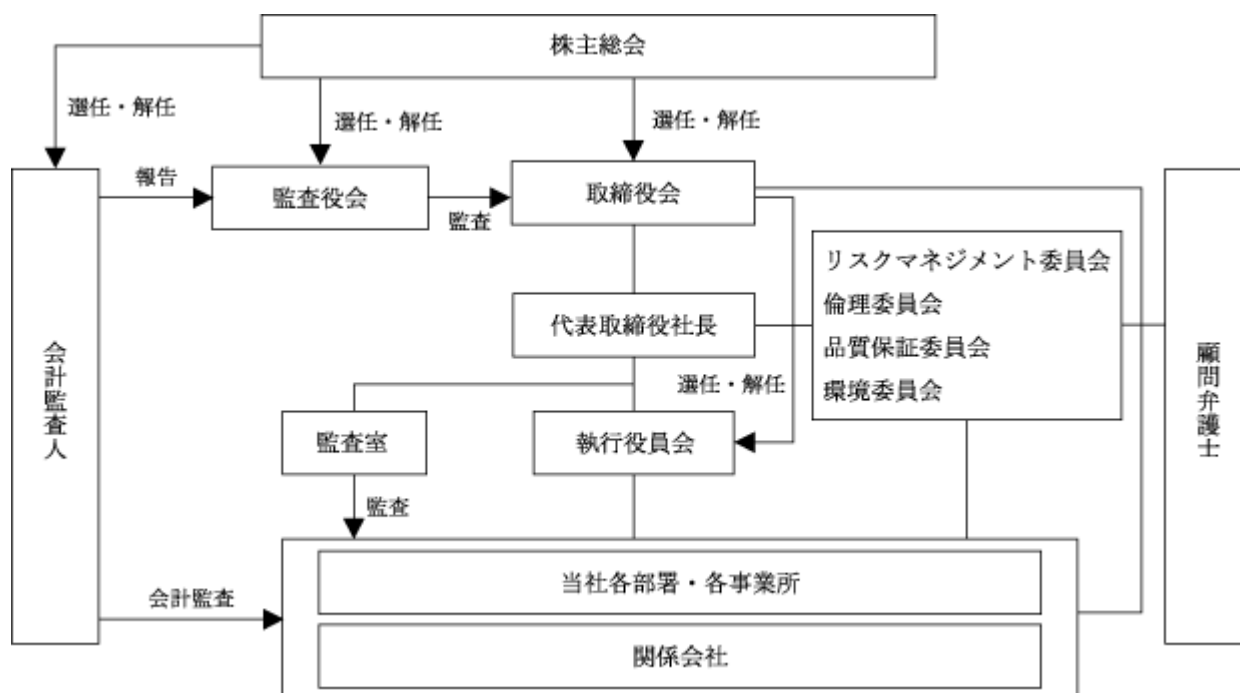 株主総会
選任・解任
選任・解任
選任・解任
報告
監査役会
監査
取締役会
リスクマネジメント委員会
倫理委員会
品質保証委員会
環境委員会
代表取締役社長
選任・解任
会計監査人
顧問弁護士
監査室
執行役員会
監査
当社各部署・各事業所
会計監査
関係会社